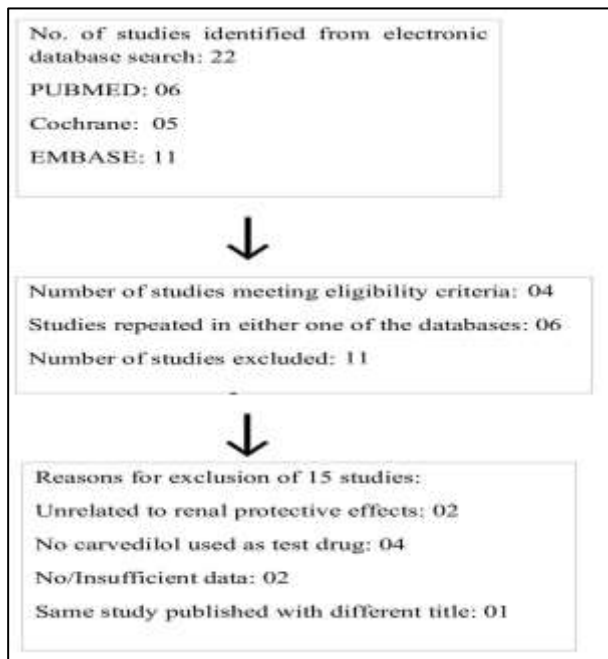 No. of studies identified from electronic
database search: 22
PUBMED: 06
Cochrane: 05
EMBASE: 11
Number of studies meeting eligibility criteria: 04
Studies repeated in either one of the databases: 06
Number of studies excluded: 11
Reasons for exclusion of 15 studies:
Unrelated to renal protective effects: 02
No carvedilol used as test drug: 04
No/Insufficient data: 02
Same study published with different title: 01